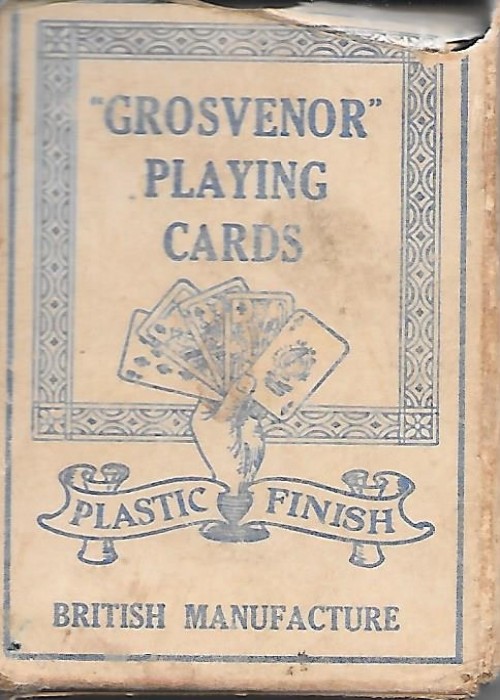 "GROSVENOR"
PLAYING
CARDS
PLASTIC FINISH
BRITISH MANUFACTURE